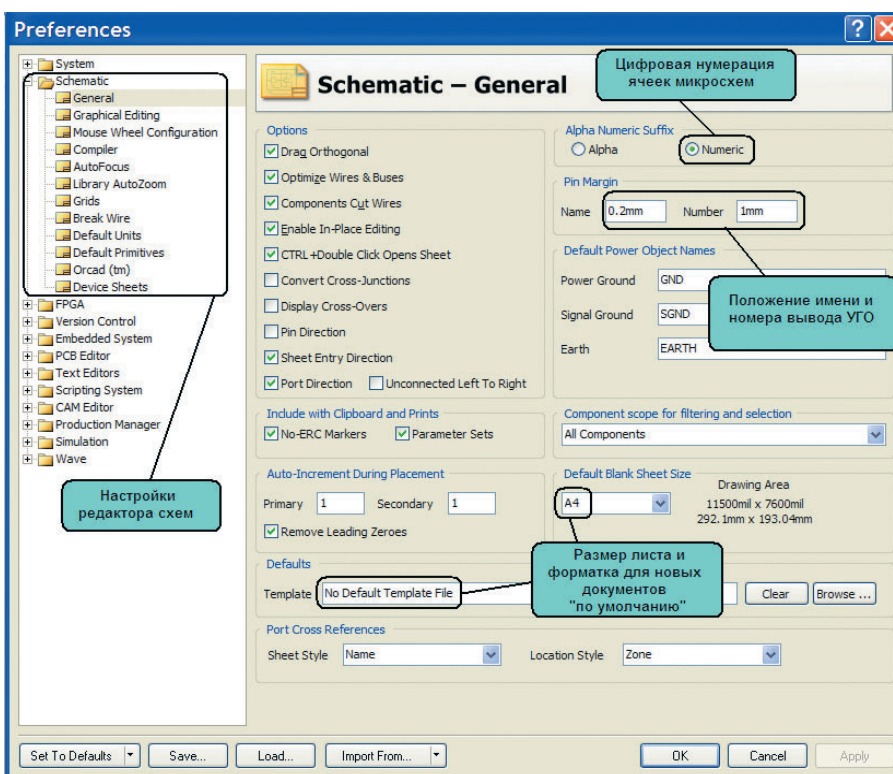 Preferences
System
Schematic
General
Graphical Editing
Mouse Wheel Configuration
Compiler
AutoFocus
Library AutoZoom
Grids
Break Wire
Default Units
Default Primitives
Orcad (tm)
Device Sheets
FPGA
Version Control
Embedded System
PCB Editor
Text Editors
Scripting System
CAM Editor
Production Manager
Simulation
Wave
Настройки
редактора схем
Schematic – General
Цифровая нумерация
ячеек микросхем
Options
Drag Orthogonal
Optimize Wires & Buses
Components Cut Wires
Enable In-Place Editing
CTRL +Double Click Opens Sheet
Convert Cross-Junctions
Display Cross-Overs
Pin Direction
Sheet Entry Direction
Port Direction Unconnected Left To Right
Alpha Numeric Suffix
Alpha Numeric
Pin Margin
Name 0.2mm Number 1mm
Default Power Object Names
Power Ground GND
Signal Ground SGND
Earth EARTH
Положение имени и
номера вывода УГО
Include with Clipboard and Prints
No-ERC Markers Parameter Sets
Component scope for filtering and selection
All Components
Auto-Increment During Placement
Primary 1 Secondary 1
Remove Leading Zeroes
Default Blank Sheet Size
A4
Drawing Area
11500mil x 7600mil
292.1mm x 193.04mm
Размер листа и
форматка для новых
документов
"по умолчанию"
Defaults
Template No Default Template File Clear Browse ...
Port Cross References
Sheet Style Name Location Style Zone
Set To Defaults Save... Load... Import From... OK Cancel Apply